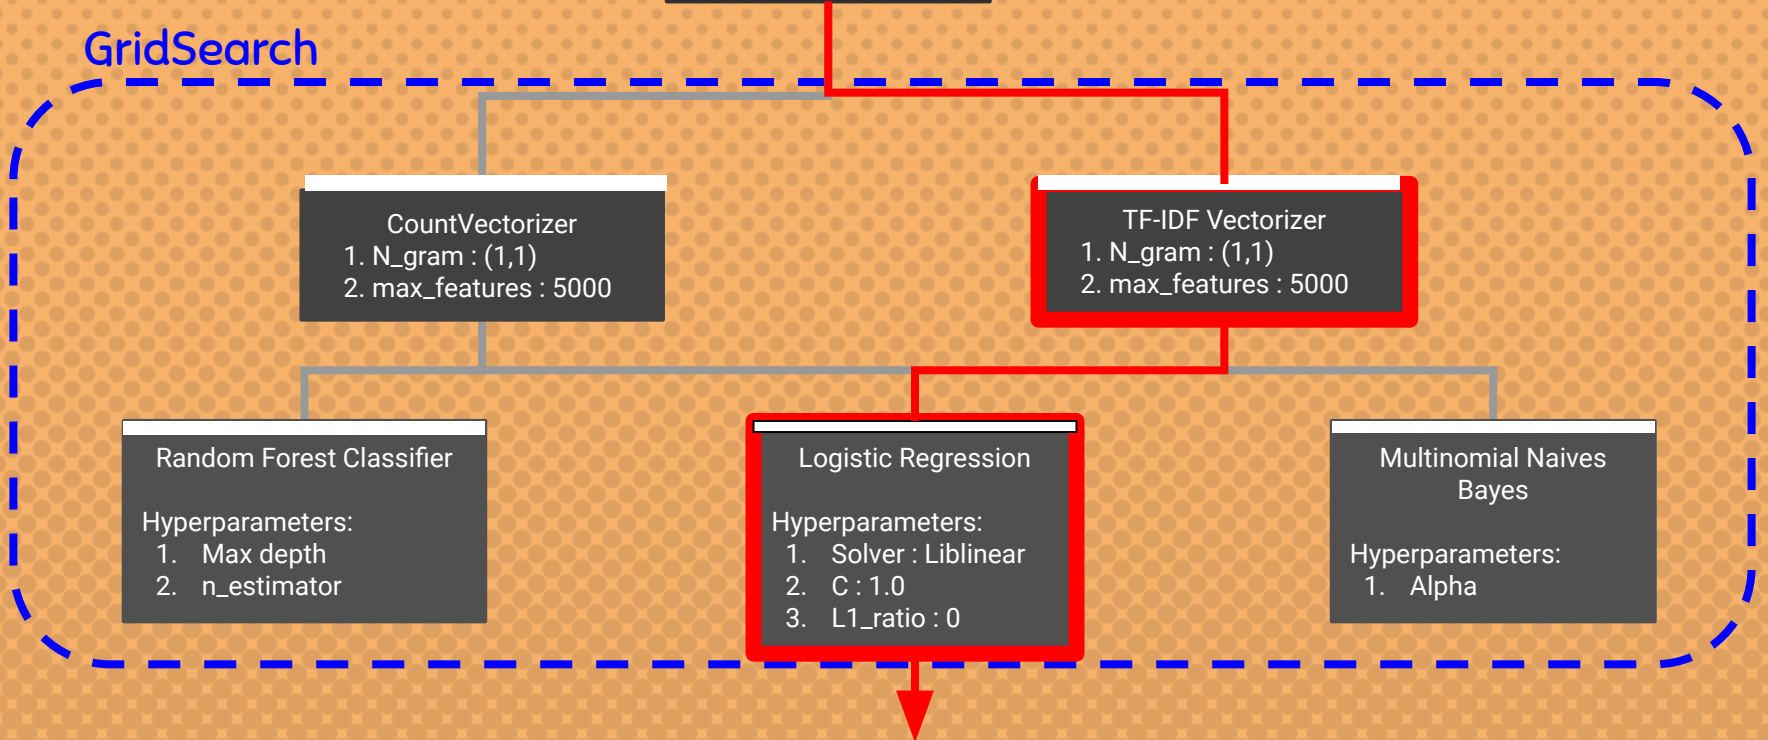 GridSearch
CountVectorizer
1. N_gram : (1,1)
2. max_features : 5000
TF-IDF Vectorizer
1. N_gram : (1,1)
2. max_features : 5000
Random Forest Classifier
Hyperparameters:
1. Max depth
2. n_estimator
Logistic Regression
Hyperparameters:
1. Solver : Liblinear
2. C : 1.0
3. L1_ratio : 0
Multinomial Naives
Bayes
Hyperparameters:
1. Alpha